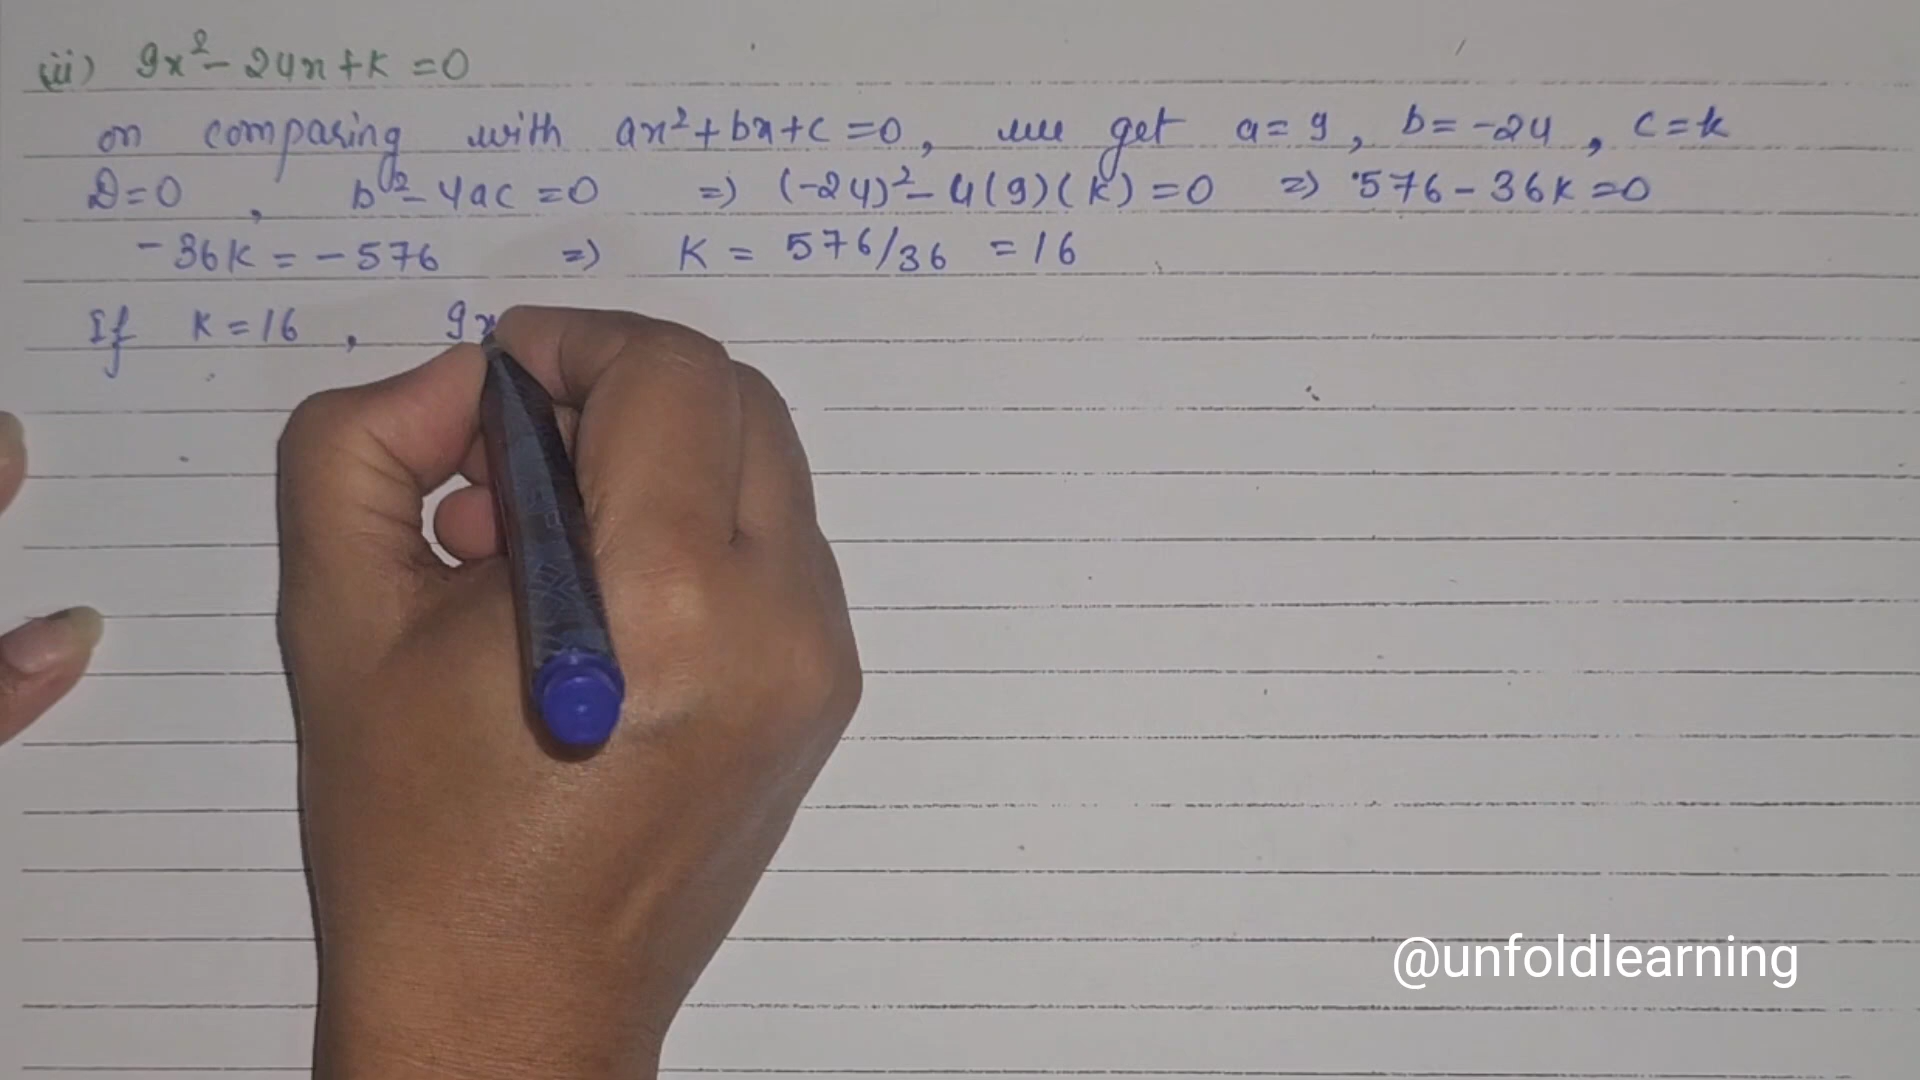 (ii) 9x² - 24x + k = 0
on comparing with ax² + bx + c = 0, we get a = 9, b = -24, c = k
D = 0 , b² - 4ac = 0 => (-24)² - 4(9)(k) = 0 => 576 - 36k = 0
-36k = -576 => K = 576/36 = 16
If K = 16 , 9x
@unfoldlearning